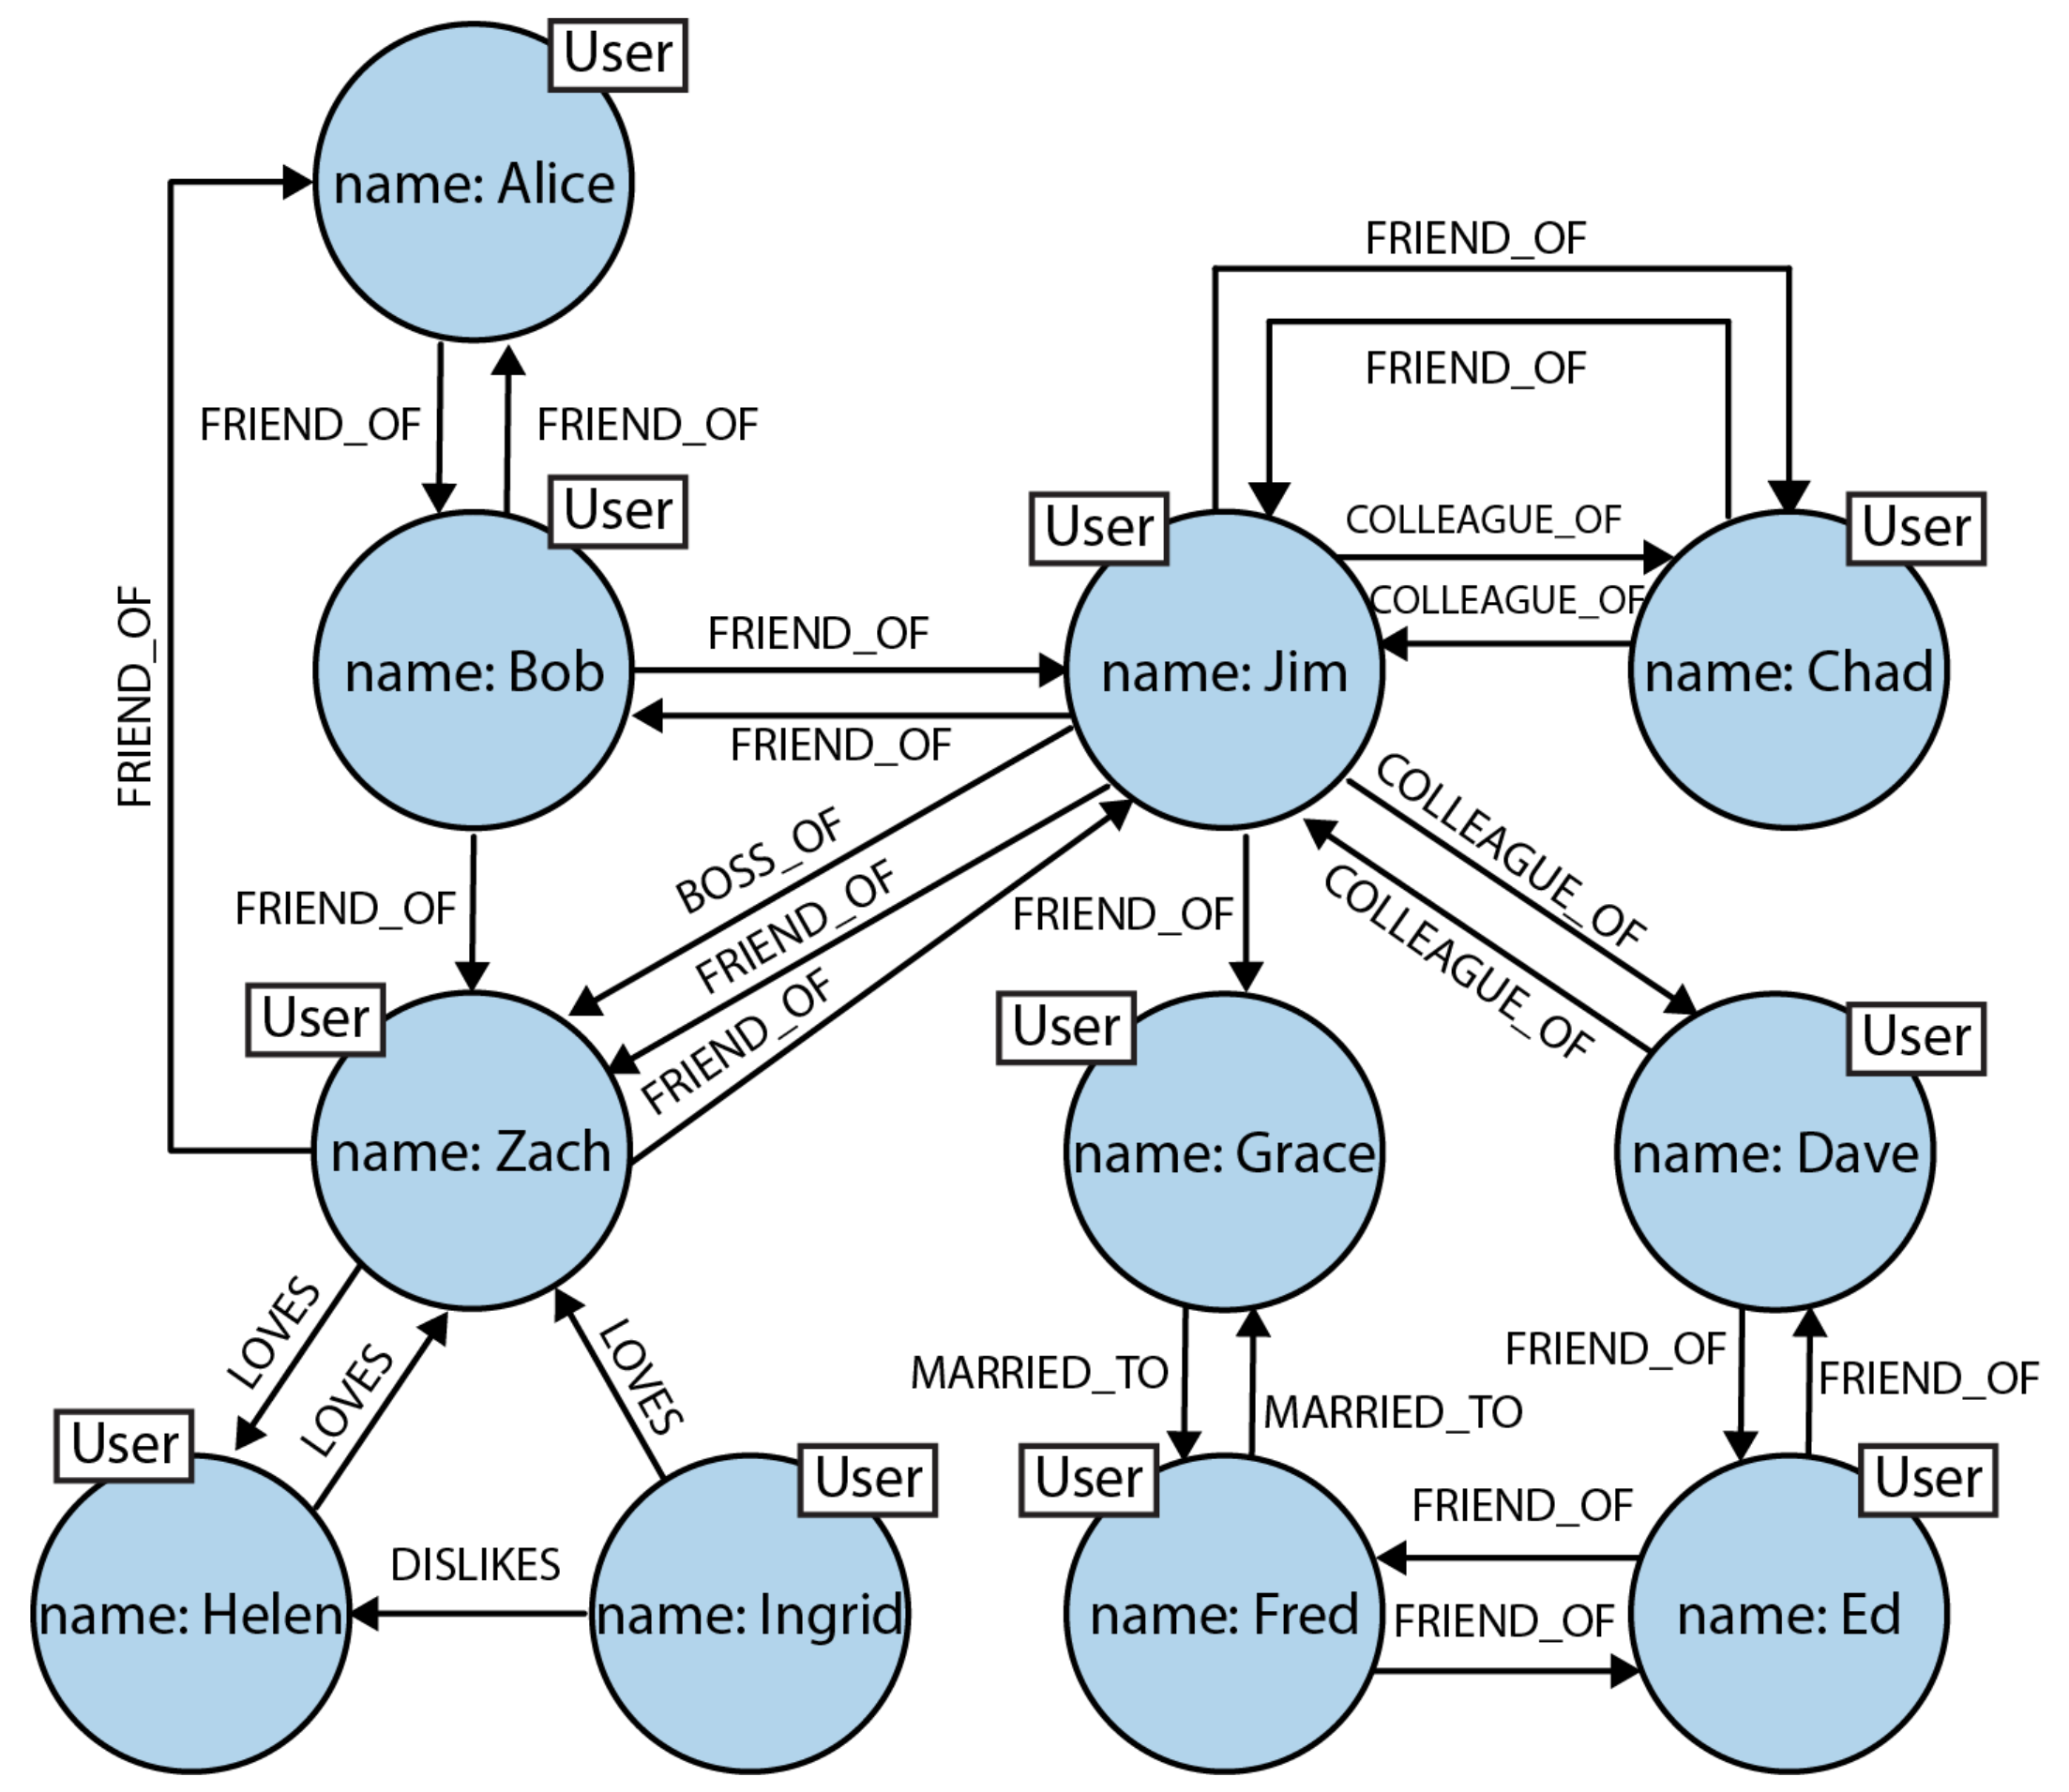 User
name: Alice
FRIEND_OF
FRIEND_OF
FRIEND_OF
FRIEND_OF
FRIEND_OF
User
User
User
COLLEAGUE_OF
COLLEAGUE_OF
FRIEND_OF
FRIEND_OF
name: Bob
name: Jim
name: Chad
FRIEND_OF
BOSS_OF
FRIEND_OF
FRIEND_OF
FRIEND_OF
FRIEND_OF
COLLEAGUE_OF
COLLEAGUE_OF
User
User
User
name: Zach
name: Grace
name: Dave
LOVES
LOVES
LOVES
MARRIED_TO
MARRIED_TO
FRIEND_OF
FRIEND_OF
User
User
User
User
DISLIKES
FRIEND_OF
FRIEND_OF
name: Helen
name: Ingrid
name: Fred
name: Ed